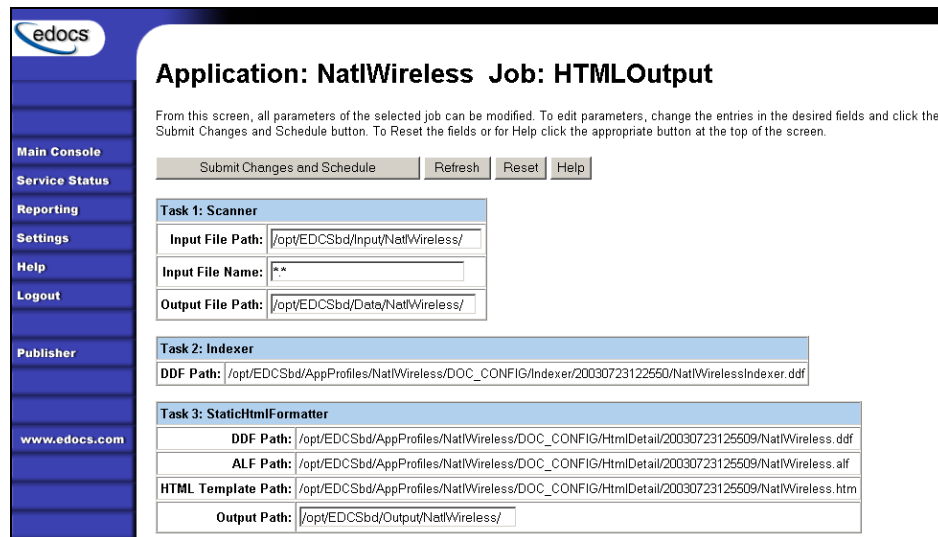 edocs
Application: NatlWireless Job: HTMLOutput
From this screen, all parameters of the selected job can be modified. To edit parameters, change the entries in the desired fields and click the
Submit Changes and Schedule button. To Reset the fields or for Help click the appropriate button at the top of the screen.
Submit Changes and Schedule Refresh Reset Help
Main Console
Service Status
Reporting
Settings
Help
Logout
Publisher
www.edocs.com
Task 1: Scanner
Input File Path: /opt/EDCSbd/Input/NatlWireless/
Input File Name: *.*
Output File Path: /opt/EDCSbd/Data/NatlWireless/
Task 2: Indexer
DDF Path: /opt/EDCSbd/AppProfiles/NatlWireless/DOC_CONFIG/Indexer/20030723122550/NatlWirelessIndexer.ddf
Task 3: StaticHtmlFormatter
DDF Path: /opt/EDCSbd/AppProfiles/NatlWireless/DOC_CONFIG/HtmlDetail/20030723125509/NatlWireless.ddf
ALF Path: /opt/EDCSbd/AppProfiles/NatlWireless/DOC_CONFIG/HtmlDetail/20030723125509/NatlWireless.alf
HTML Template Path: /opt/EDCSbd/AppProfiles/NatlWireless/DOC_CONFIG/HtmlDetail/20030723125509/NatlWireless.htm
Output Path: /opt/EDCSbd/Output/NatlWireless/